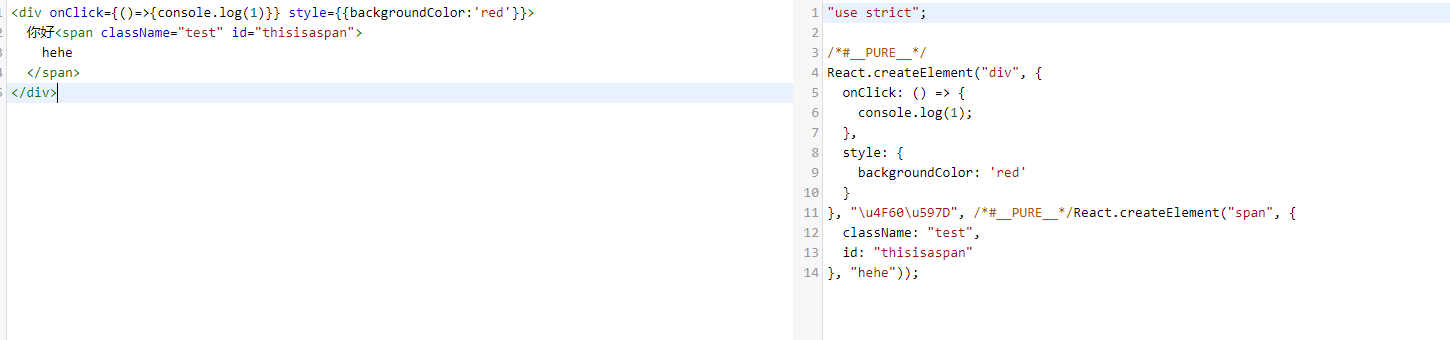 <div onClick={()=>{console.log(1)}} style={{backgroundColor:'red'}}>
你好<span className="test" id="thisisaspan">
hehe
</span>
</div>
1 "use strict";
2
3 /*#__PURE__*/
4 React.createElement("div", {
5 onClick: () => {
6 console.log(1);
7 },
8 style: {
9 backgroundColor: 'red'
10 }
11 }, "\u4F60\u597D", /*#__PURE__*/React.createElement("span", {
12 className: "test",
13 id: "thisisaspan"
14 }, "hehe"));